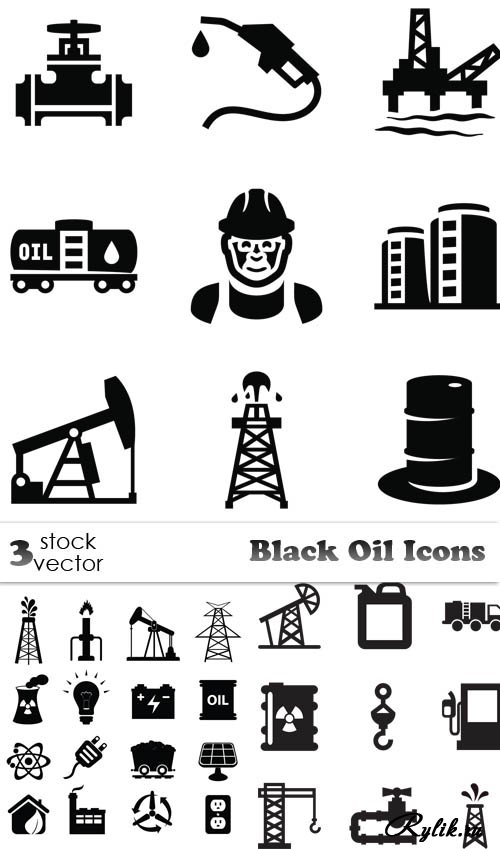 OIL
3 stock
vector
Black Oil Icons
OIL
Rylik.ru